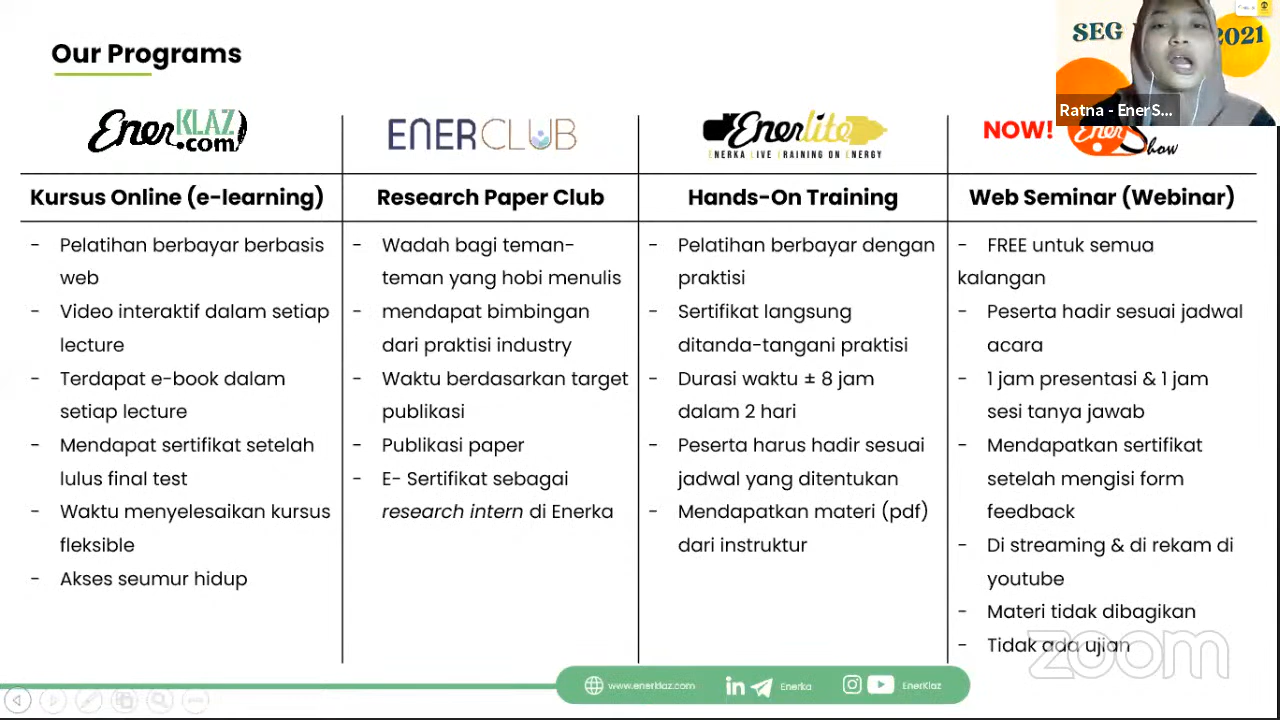 Our Programs
SEG
2021
Ratna - Ener S...
EnerKLAZ
.com
ENERCLUB
Enerlite
ENERKA LIVE TRAINING ON ENERGY
NOW!
Ener Show
Kursus Online (e-learning)
Research Paper Club
Hands-On Training
Web Seminar (Webinar)
- Pelatihan berbayar berbasis
web
- Video interaktif dalam setiap
lecture
- Terdapat e-book dalam
setiap lecture
- Mendapat sertifikat setelah
lulus final test
- Waktu menyelesaikan kursus
fleksible
- Akses seumur hidup
- Wadah bagi teman-
teman yang hobi menulis
- mendapat bimbingan
dari praktisi industry
- Waktu berdasarkan target
publikasi
- Publikasi paper
- E- Sertifikat sebagai
research intern di Enerka
- Pelatihan berbayar dengan
praktisi
- Sertifikat langsung
ditanda-tangani praktisi
- Durasi waktu ± 8 jam
dalam 2 hari
- Peserta harus hadir sesuai
jadwal yang ditentukan
- Mendapatkan materi (pdf)
dari instruktur
- FREE untuk semua
kalangan
- Peserta hadir sesuai jadwal
acara
- 1 jam presentasi & 1 jam
sesi tanya jawab
- Mendapatkan sertifikat
setelah mengisi form
feedback
- Di streaming & di rekam di
youtube
- Materi tidak dibagikan
- Tidak ada ujian
zoom
www.enerklaz.com
Enerka
EnerKlaz